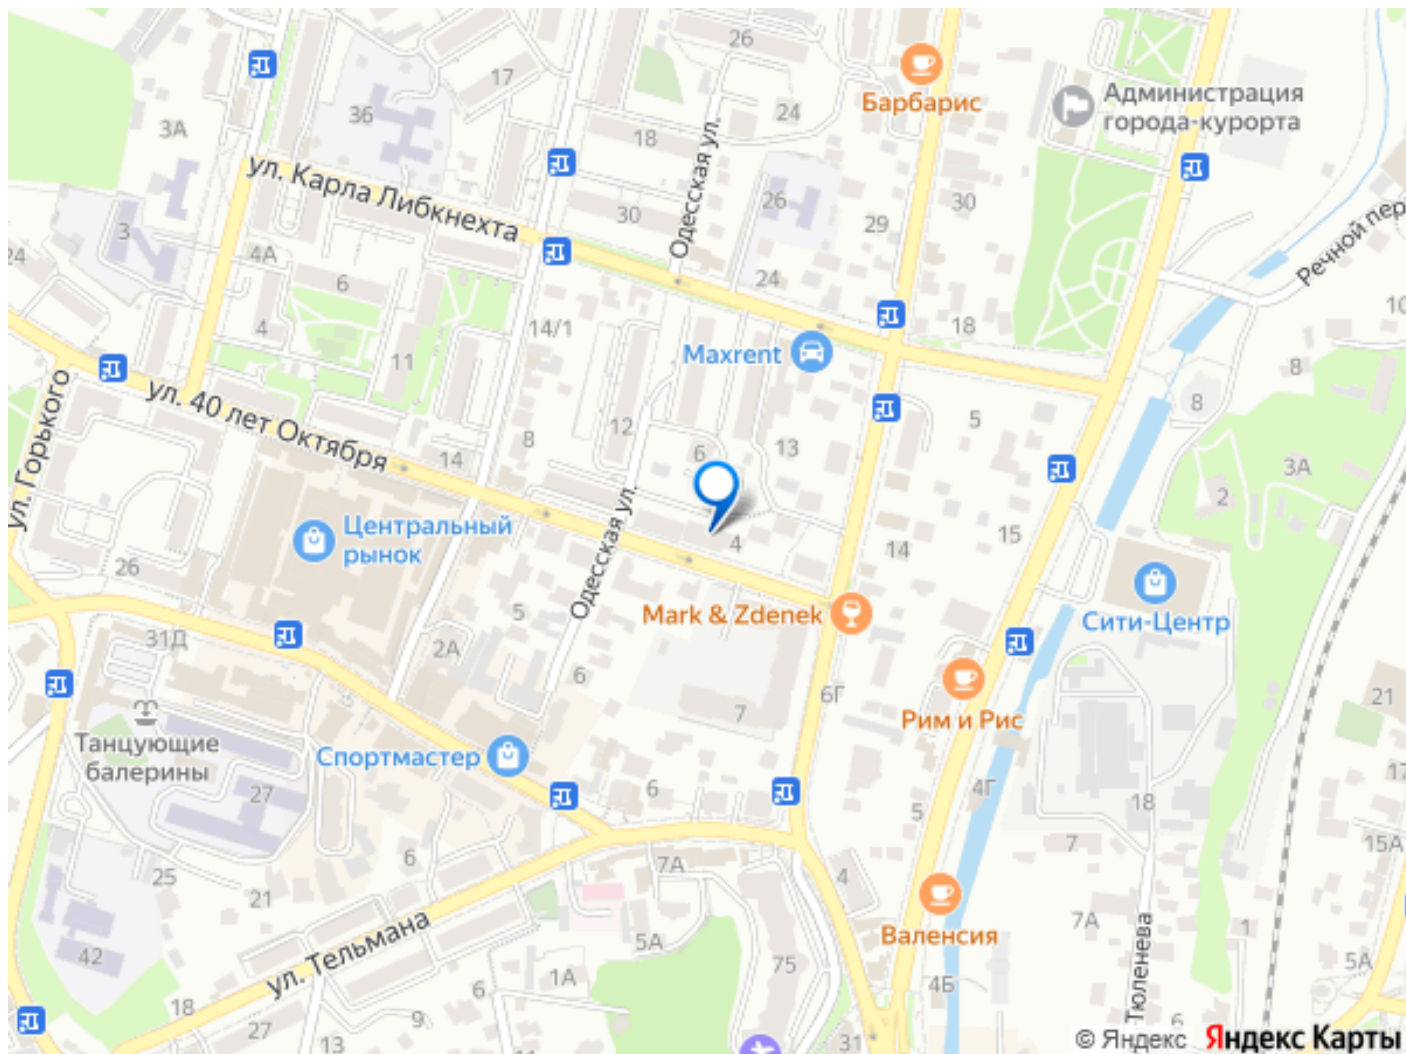 26
17
Барбарис
Администрация
города-курорта
24
36
3А
18
Одесская ул.
ул. Карла Либкнехта
30
26
30
29
3
4А
24
6
24
Речной пер
10
4
14/1
18
11
Maxrent
8
8
ул. Горького
ул. 40 лет Октября
12
5
8
6
13
14
3А
2
Центральный
рынок
Одесская ул.
4
14
15
26
5
Mark & Zdenek
Сити-Центр
31Д
2А
6
6Г
21
7
Рим и Рис
Танцующие
балерины
Спортмастер
17
27
6
4Г
18
5
7
15А
6
7А
25
21
4
ул. Тельмана
Валенсия
7А
1
Тюленева
42
5А
75
5А
1А
6
4Б
18
9
27
13
31
6
© Яндекс
Яндекс Карты